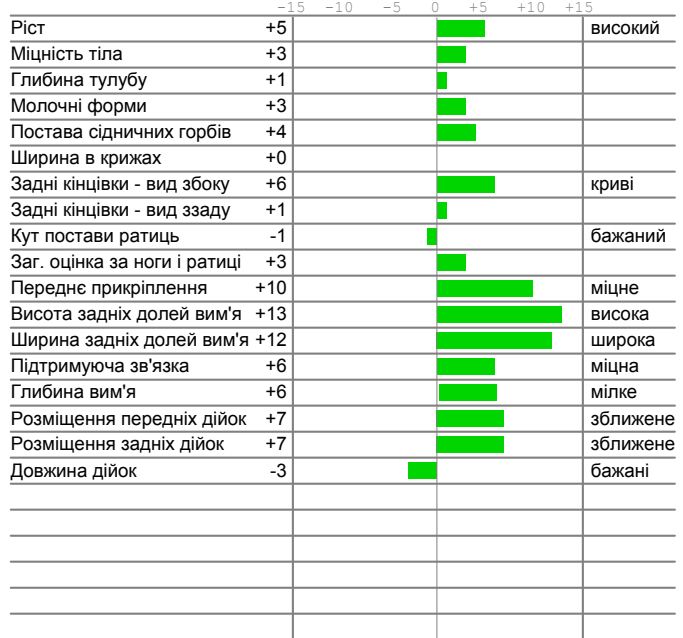 -15 -10 -5 0 +5 +10 +15
Ріст +5 високий
Міцність тіла +3
Глибина тулубу +1
Молочні форми +3
Постава сідничних горбів +4
Ширина в крижах +0
Задні кінцівки - вид збоку +6 криві
Задні кінцівки - вид ззаду +1
Кут постави ратиць -1 бажаний
Заг. оцінка за ноги і ратиці +3
Переднє прикріплення +10 міцне
Висота задніх долей вим'я +13 висока
Ширина задніх долей вим'я +12 широка
Підтримуюча зв'язка +6 міцна
Глибина вим'я +6 мілке
Розміщення передніх дійок +7 зближене
Розміщення задніх дійок +7 зближене
Довжина дійок -3 бажані